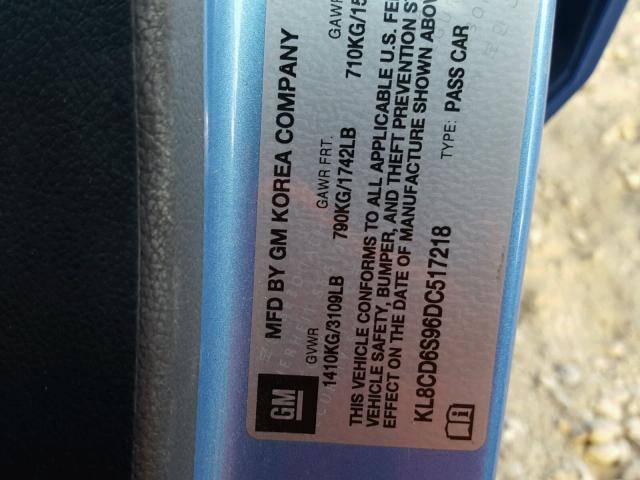 GM
MFD BY GM KOREA COMPANY
GVWR GAWR FRT. GAWR
1410KG/3109LB 790KG/1742LB 710KG/15
THIS VEHICLE CONFORMS TO ALL APPLICABLE U.S. FE
VEHICLE SAFETY, BUMPER, AND THEFT PREVENTION ST
EFFECT ON THE DATE OF MANUFACTURE SHOWN ABOVE
KL8CD6S96DC517218 TYPE: PASS CAR